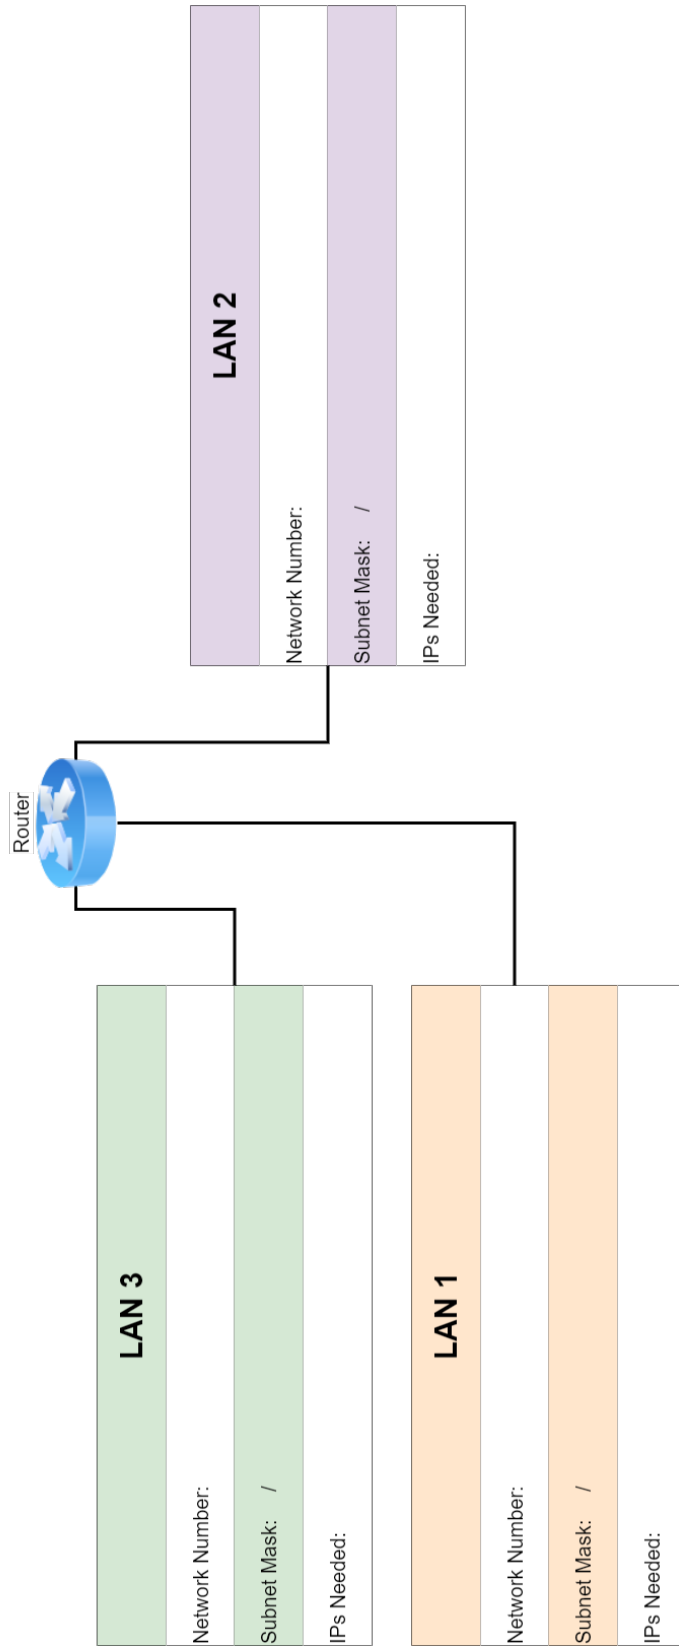 Router
LAN 3
Network Number:
Subnet Mask: /
IPs Needed:
LAN 2
Network Number:
Subnet Mask: /
IPs Needed:
LAN 1
Network Number:
Subnet Mask: /
IPs Needed: